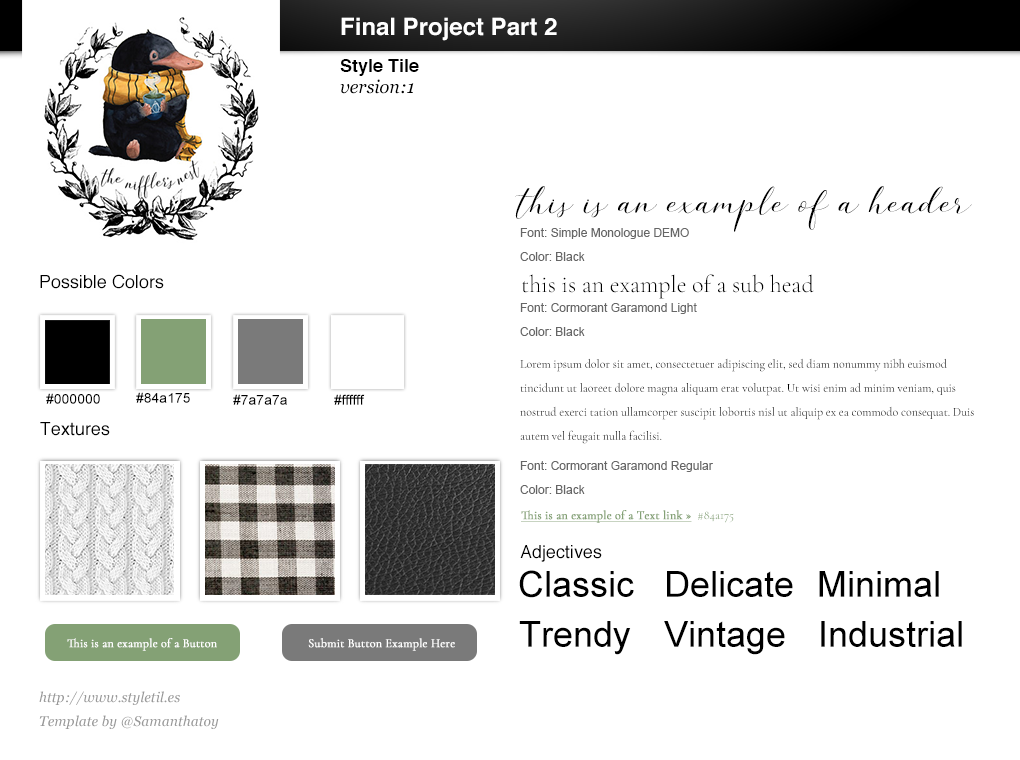 Final Project Part 2
Style Tile
version:1
the niffler's nest
this is an example of a header
Font: Simple Monologue DEMO
Color: Black
this is an example of a sub head
Font: Cormorant Garamond Light
Color: Black
Possible Colors
#000000
#84a175
#7a7a7a
#ffffff
Lorem ipsum dolor sit amet, consectetuer adipiscing elit, sed diam nonummy nibh euismod
tincidunt ut laoreet dolore magna aliquam erat volutpat. Ut wisi enim ad minim veniam, quis
nostrud exerci tation ullamcorper suscipit lobortis nisl ut aliquip ex ea commodo consequat. Duis
autem vel feugait nulla facilisi.
Font: Cormorant Garamond Regular
Color: Black
This is an example of a Text link » #84a175
Textures
Adjectives
Classic Delicate Minimal
Trendy Vintage Industrial
This is an example of a Button
Submit Button Example Here
http://www.styletil.es
Template by @Samanthatoy